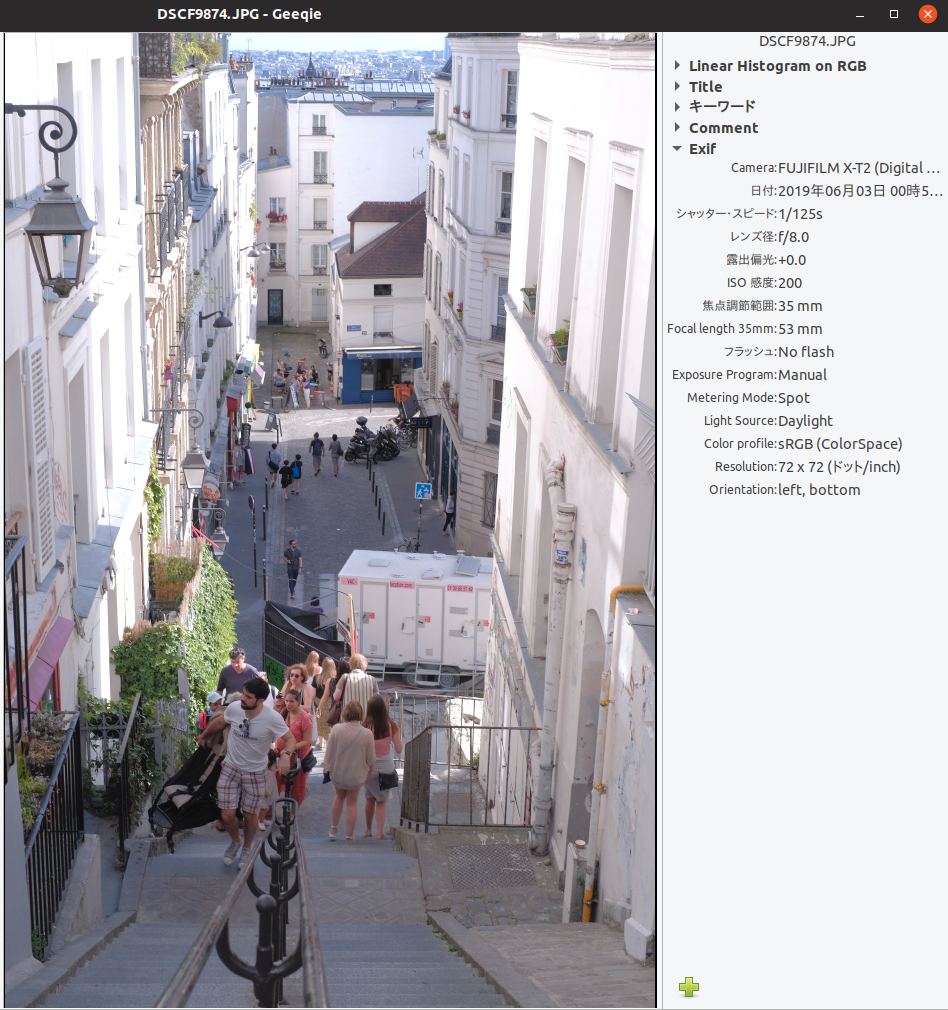 DSCF9874.JPG - Geeqie
DSCF9874.JPG
Linear Histogram on RGB
Title
キーワード
Comment
Exif
Camera: FUJIFILM X-T2 (Digital ...
日付: 2019年06月03日 00時5...
シャッター・スピード: 1/125s
レンズ径: f/8.0
露出偏光: +0.0
ISO 感度: 200
焦点調節範囲: 35 mm
Focal length 35mm: 53 mm
フラッシュ: No flash
Exposure Program: Manual
Metering Mode: Spot
Light Source: Daylight
Color profile: sRGB (ColorSpace)
Resolution: 72 x 72 (ドット/inch)
Orientation: left, bottom